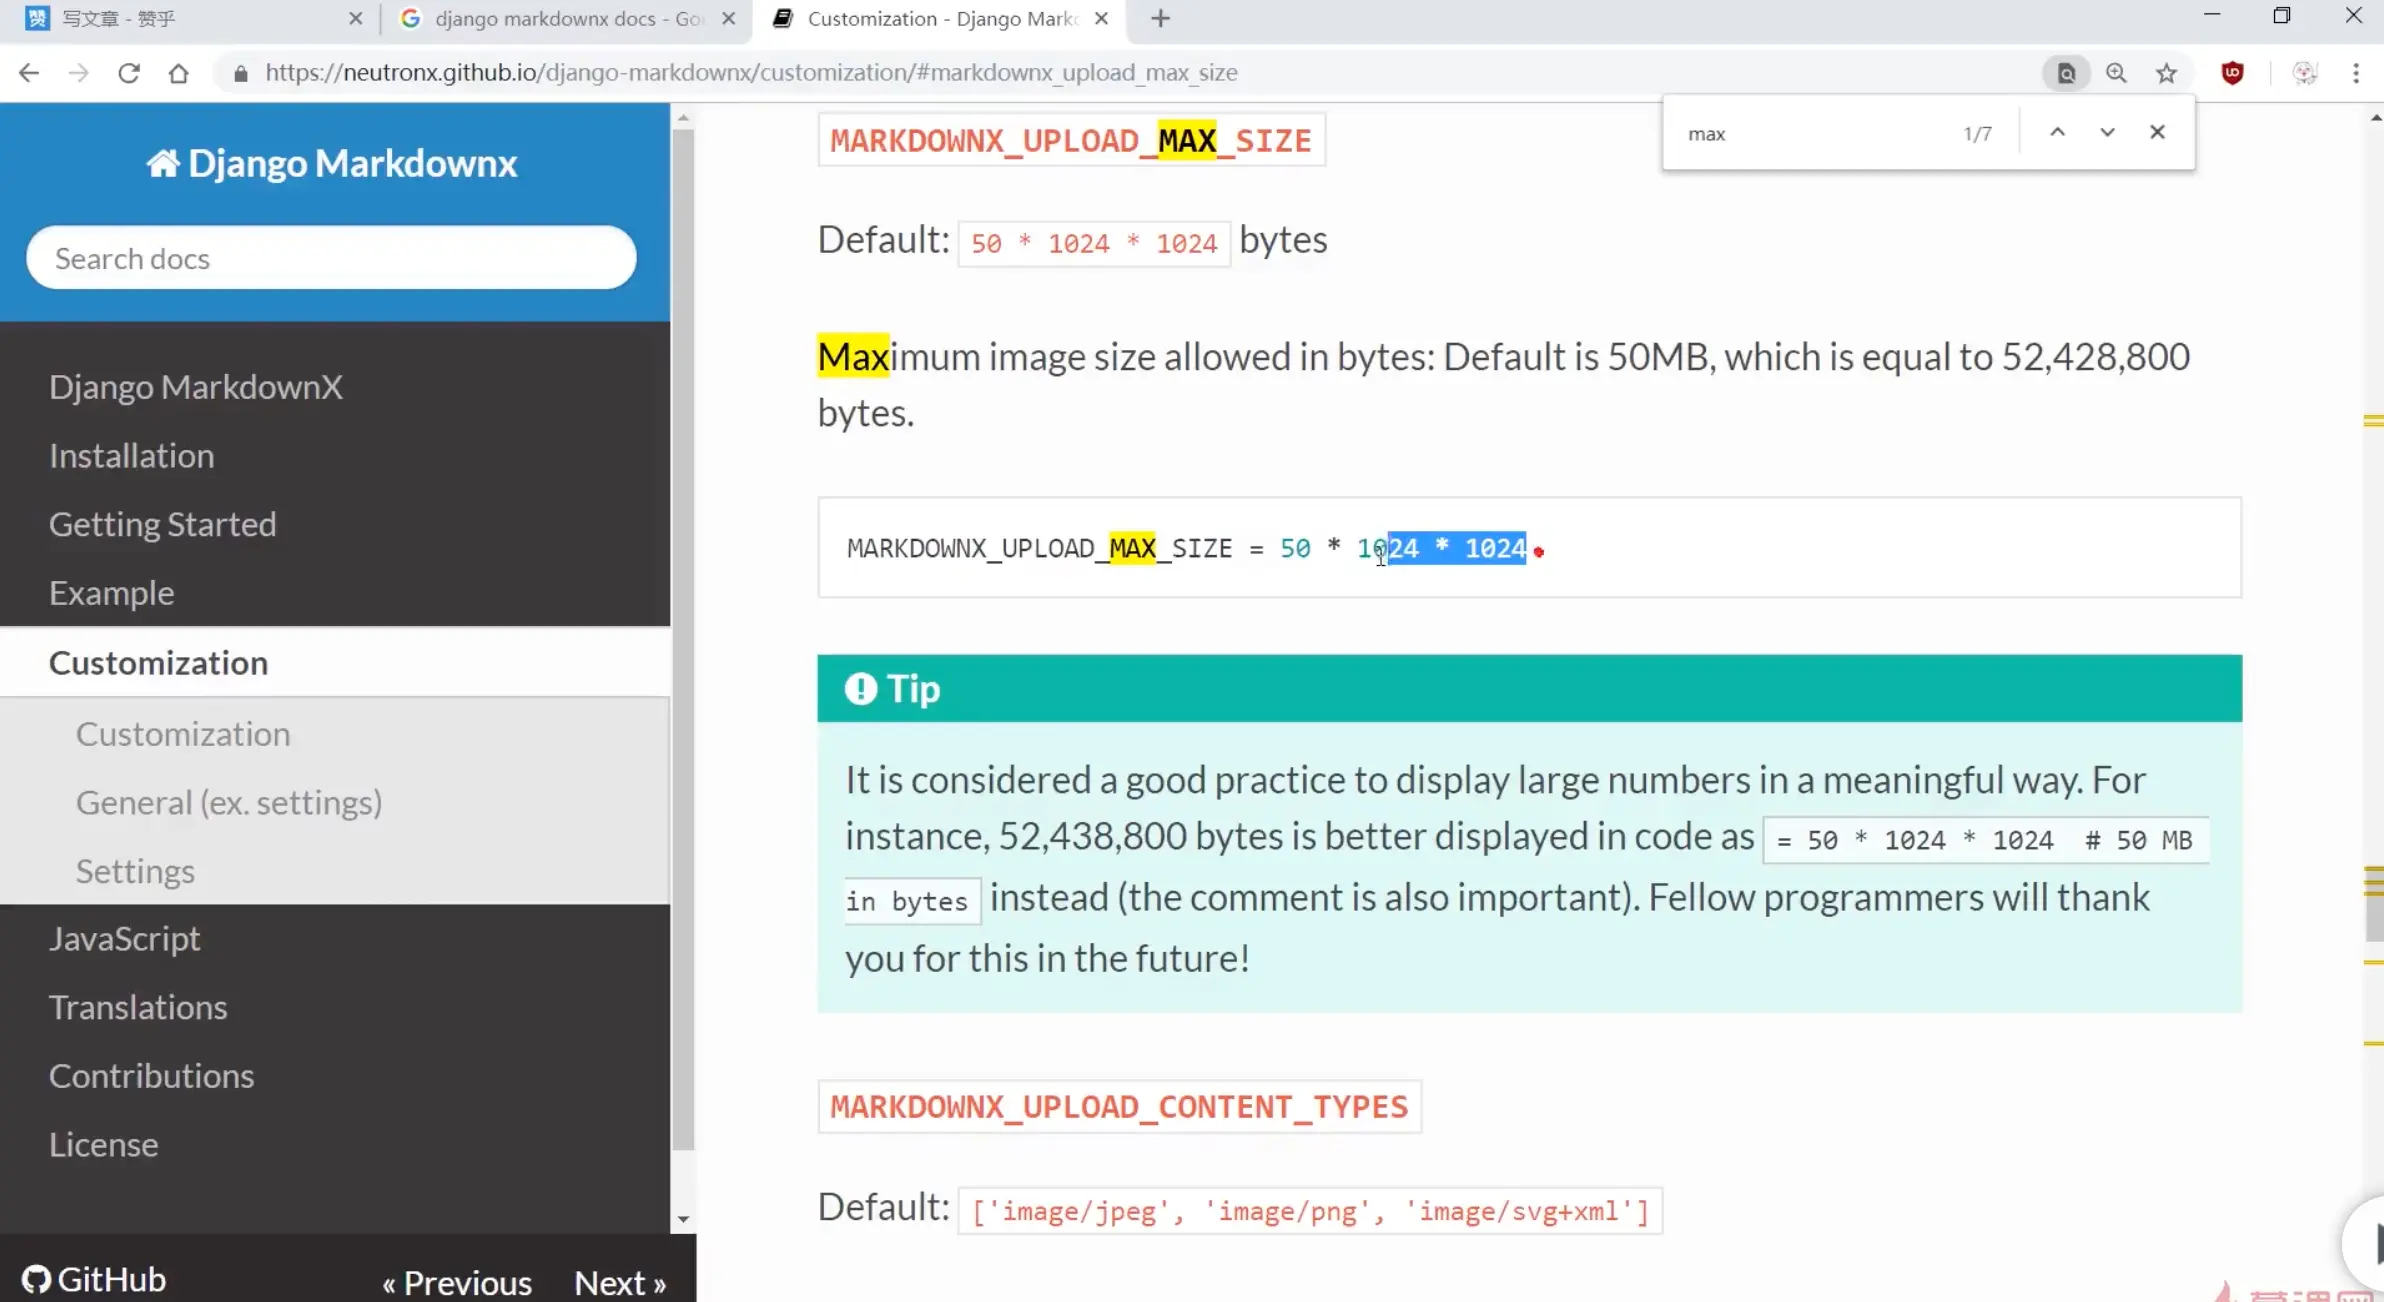 写文章 - 赞乎
django markdownx docs - Go
Customization - Django Mark
https://neutronx.github.io/django-markdownx/customization/#markdownx_upload_max_size
max 1/7
Django Markdownx
Search docs
Django MarkdownX
Installation
Getting Started
Example
Customization
Customization
General (ex. settings)
Settings
JavaScript
Translations
Contributions
License
GitHub « Previous Next »
MARKDOWNX_UPLOAD_MAX_SIZE
Default: 50 * 1024 * 1024 bytes
Maximum image size allowed in bytes: Default is 50MB, which is equal to 52,428,800
bytes.
MARKDOWNX_UPLOAD_MAX_SIZE = 50 * 1024 * 1024
Tip
It is considered a good practice to display large numbers in a meaningful way. For
instance, 52,438,800 bytes is better displayed in code as = 50 * 1024 * 1024 # 50 MB
in bytes instead (the comment is also important). Fellow programmers will thank
you for this in the future!
MARKDOWNX_UPLOAD_CONTENT_TYPES
Default: ['image/jpeg', 'image/png', 'image/svg+xml']